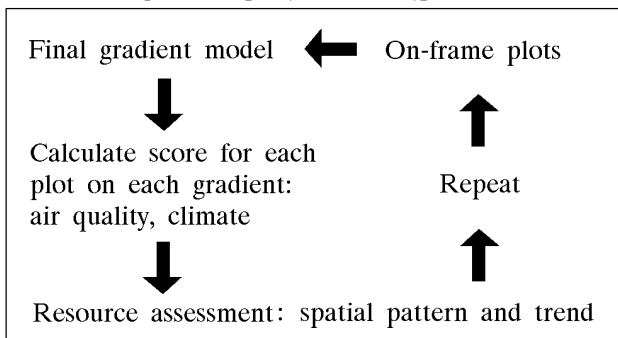 Final gradient model
On-frame plots
Calculate score for each
plot on each gradient:
air quality, climate
Repeat
Resource assessment: spatial pattern and trend